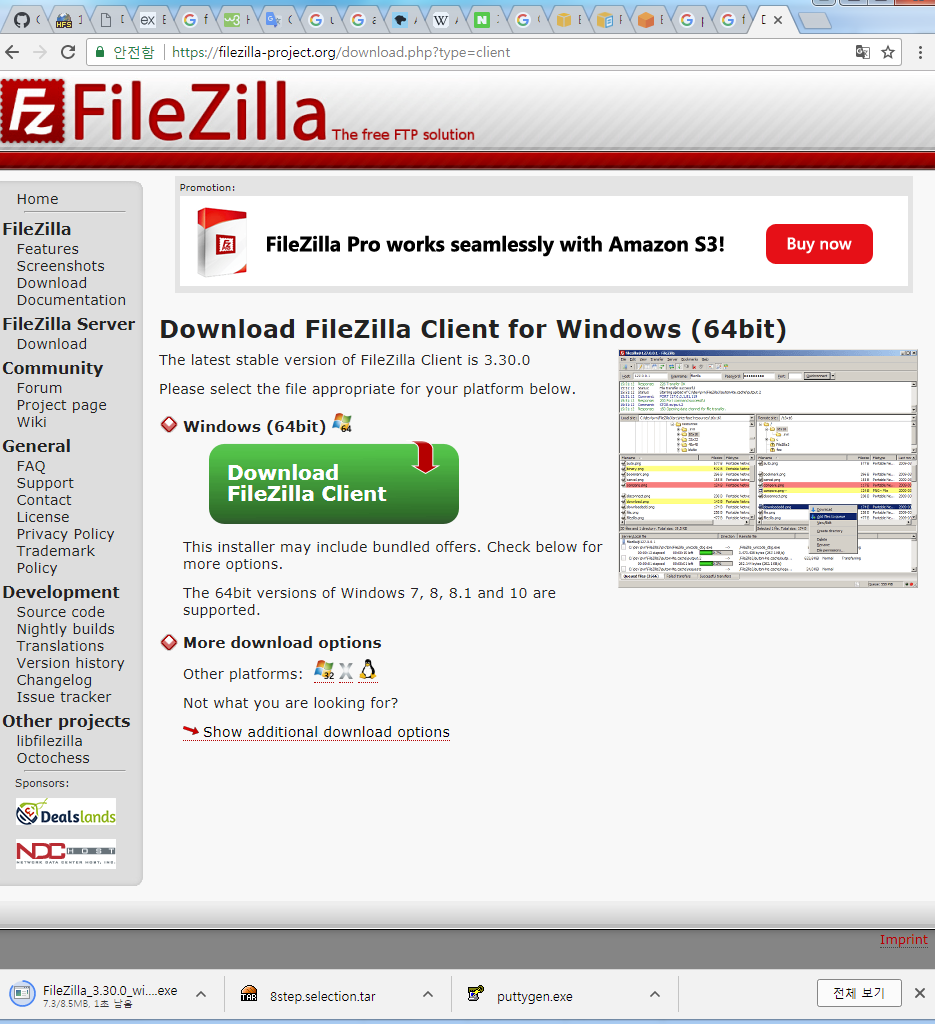 안전함
https://filezilla-project.org/download.php?type=client
FileZilla The free FTP solution
Home
FileZilla
Features
Screenshots
Download
Documentation
FileZilla Server
Download
Community
Forum
Project page
Wiki
General
FAQ
Support
Contact
License
Privacy Policy
Trademark
Policy
Development
Source code
Nightly builds
Translations
Version history
Changelog
Issue tracker
Other projects
libfilezilla
Octochess
Sponsors:
Dealslands
NDC HOST
NETWORK DATA CENTER HOST, INC.
Promotion:
FileZilla Pro works seamlessly with Amazon S3!
Buy now
Download FileZilla Client for Windows (64bit)
The latest stable version of FileZilla Client is 3.30.0
Please select the file appropriate for your platform below.
Windows (64bit) 64
Download
FileZilla Client
This installer may include bundled offers. Check below for
more options.
The 64bit versions of Windows 7, 8, 8.1 and 10 are
supported.
More download options
Other platforms: 32
Not what you are looking for?
Show additional download options
Imprint
FileZilla_3.30.0_wi....exe
7.3/8.5MB, 1초 남음
8step.selection.tar
puttygen.exe
전체 보기